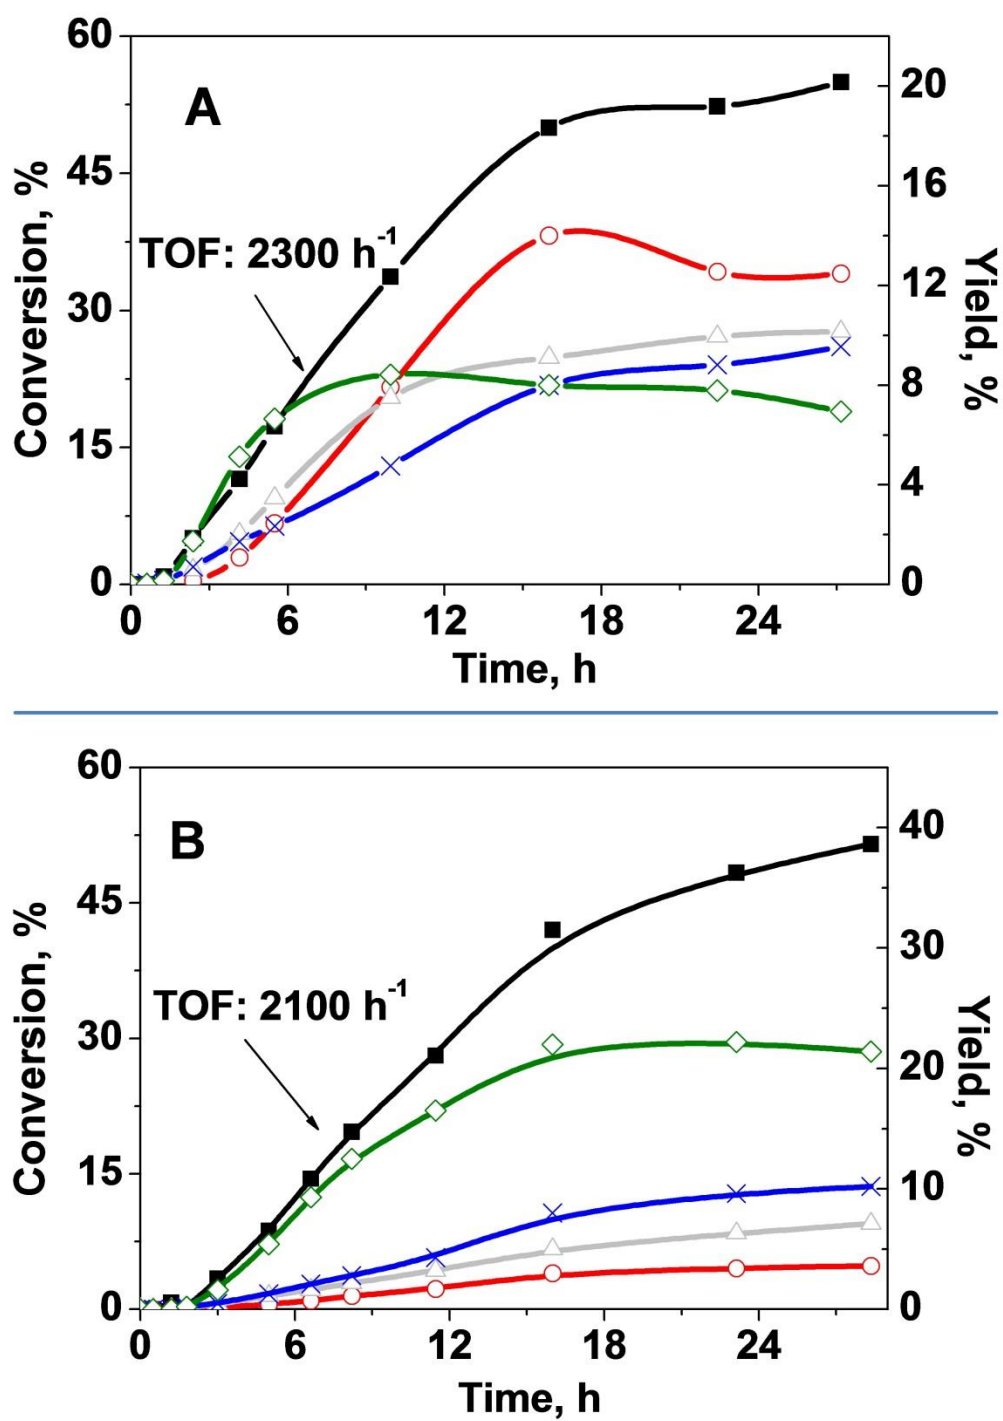 A
TOF: 2300 h⁻¹
Conversion, %
60
45
30
15
0
0 6 12 18 24
Time, h
20
16
12
8
4
0
Yield, %
B
TOF: 2100 h⁻¹
Conversion, %
60
45
30
15
0
0 6 12 18 24
Time, h
40
30
20
10
0
Yield, %